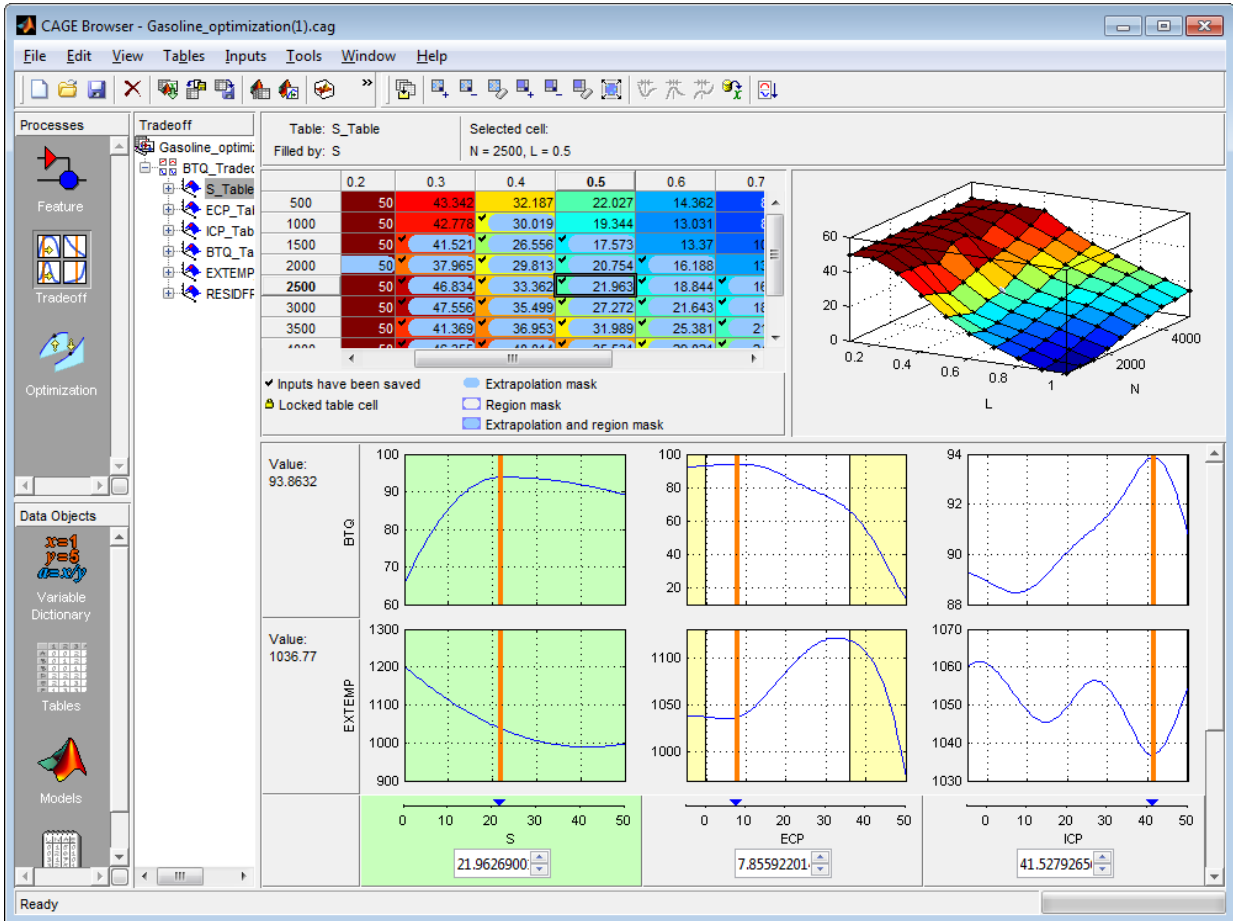 CAGE Browser - Gasoline_optimization(1).cag
File Edit View Tables Inputs Tools Window Help
Processes
Feature
Tradeoff
Optimization
Data Objects
x=1
y=5
a=x/y
Variable
Dictionary
Tables
Models
Tradeoff
Gasoline_optimi:
BTQ_Trade
S_Table
ECP_Tal
ICP_Tab
BTQ_Ta
EXTEMP
RESIDFF
Table: S_Table
Filled by: S
Selected cell:
N = 2500, L = 0.5
0.2 0.3 0.4 0.5 0.6 0.7
500 50 43.342 32.187 22.027 14.362
1000 50 42.778 30.019 19.344 13.031
1500 50 41.521 26.556 17.573 13.37 10
2000 50 37.965 29.813 20.754 16.188 13
2500 50 46.834 33.362 21.963 18.844 16
3000 50 47.556 35.499 27.272 21.643 18
3500 50 41.369 36.953 31.989 25.381 21
Inputs have been saved
Locked table cell
Extrapolation mask
Region mask
Extrapolation and region mask
60
40
20
0
0.2 0.4 0.6 0.8 1
L
2000 4000
N
Value:
93.8632
BTQ
100
90
80
70
60
100
80
60
40
20
94
92
90
88
Value:
1036.77
EXTEMP
1300
1200
1100
1000
900
1100
1050
1000
1070
1060
1050
1040
1030
0 10 20 30 40 50
S
21.9626900
0 10 20 30 40 50
ECP
7.85592201
0 10 20 30 40 50
ICP
41.5279265
Ready